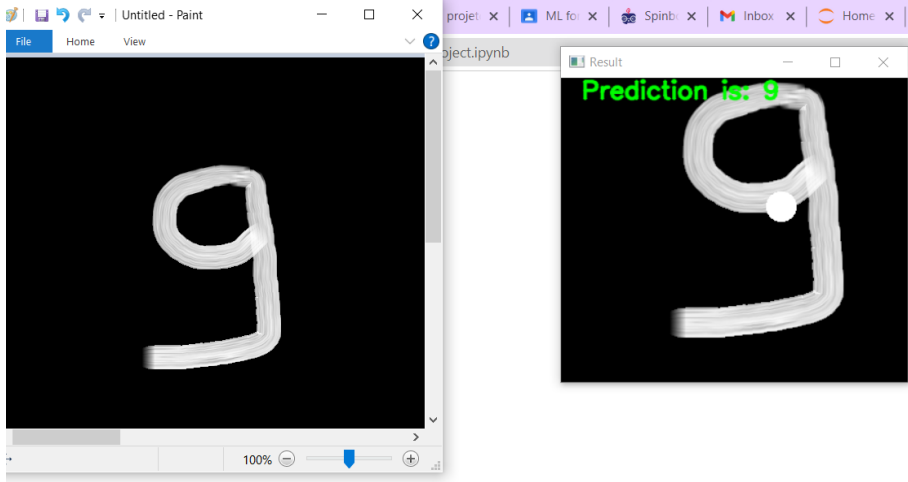 Untitled - Paint
File Home View
9
100%
projet ML fo Spinb Inbox Home
oject.ipynb
Result
Prediction is: 9
9